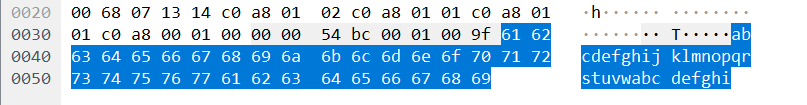 0020 00 68 07 13 14 c0 a8 01 02 c0 a8 01 01 c0 a8 01 ·h······ ········
0030 01 c0 a8 00 01 00 00 00 54 bc 00 01 00 9f 61 62 ········ T·····ab
0040 63 64 65 66 67 68 69 6a 6b 6c 6d 6e 6f 70 71 72 cdefghij klmnopqr
0050 73 74 75 76 77 61 62 63 64 65 66 67 68 69 stuvwabc defghi